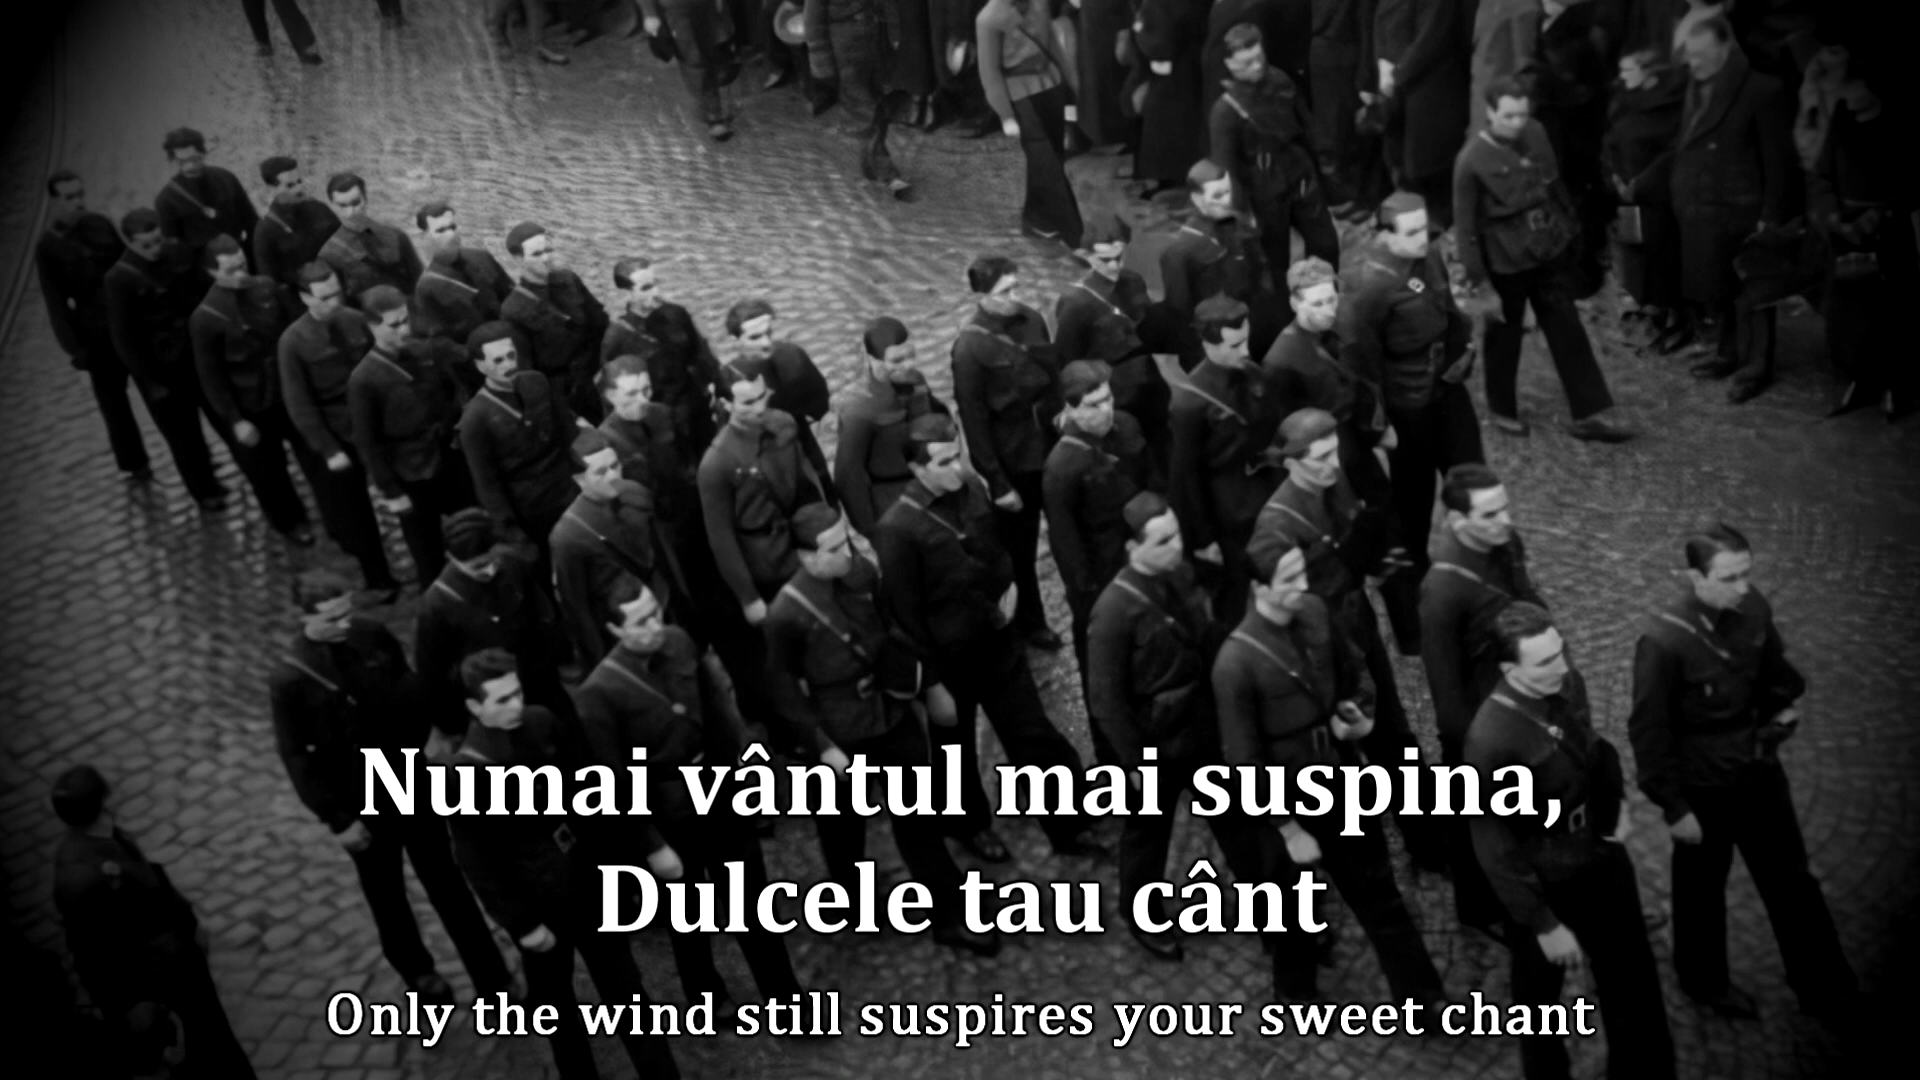 Numai vântul mai suspina,
Dulcele tau cânt
Only the wind still suspires your sweet chant